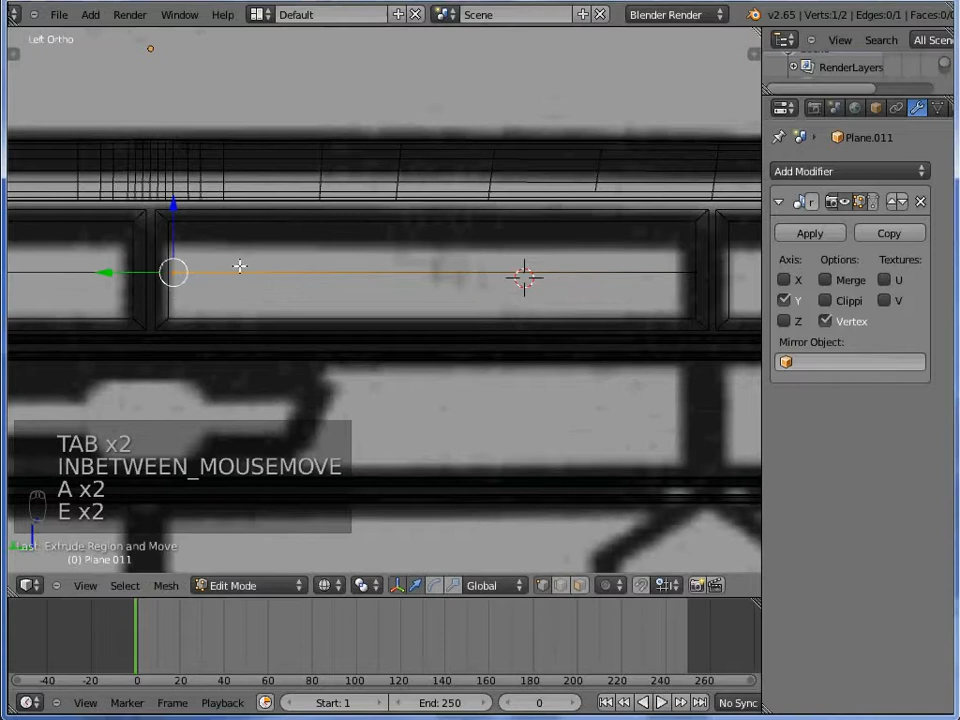 File Add Render Window Help Default Scene Blender Render v2.65 | Verts:1/2 | Edges:0/1 | Faces:0/
Left Ortho
View Search All Scen
RenderLayers
Plane.011
Add Modifier
Apply Copy
Axis: Options: Textures:
X Merge U
Y Clippi V
Z Vertex
Mirror Object:
TAB x2
INBETWEEN_MOUSEMOVE
A x2
E x2
Last: Extrude Region and Move
(0) Plane.011
View Select Mesh Edit Mode Global
-40 -20 0 20 40 60 80 100 120 140 160 180 200 220 240 260
View Marker Frame Playback Start: 1 End: 250 0 No Sync